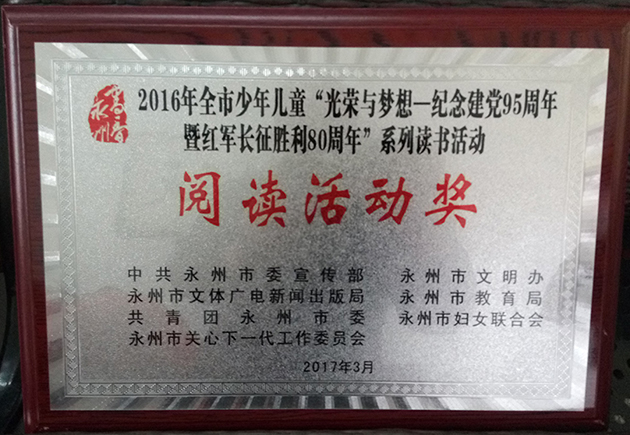 书香
永州
2016年全市少年儿童“光荣与梦想—纪念建党95周年
暨红军长征胜利80周年”系列读书活动
阅读活动奖
中共永州市委宣传部 永州市文明办
永州市文体广电新闻出版局 永州市教育局
共青团永州市委 永州市妇女联合会
永州市关心下一代工作委员会
2017年3月